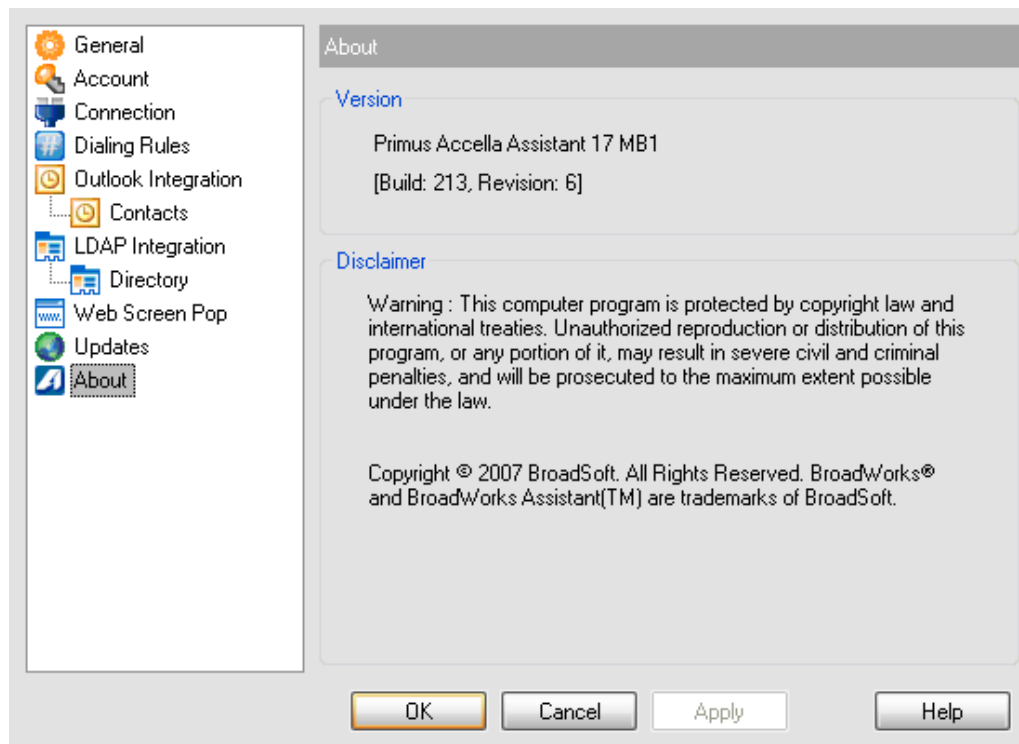 General
Account
Connection
Dialing Rules
Outlook Integration
Contacts
LDAP Integration
Directory
Web Screen Pop
Updates
About
About
Version
Primus Accella Assistant 17 MB1
[Build: 213, Revision: 6]
Disclaimer
Warning : This computer program is protected by copyright law and
international treaties. Unauthorized reproduction or distribution of this
program, or any portion of it, may result in severe civil and criminal
penalties, and will be prosecuted to the maximum extent possible
under the law.
Copyright © 2007 BroadSoft. All Rights Reserved. BroadWorks®
and BroadWorks Assistant(TM) are trademarks of BroadSoft.
OK
Cancel
Apply
Help